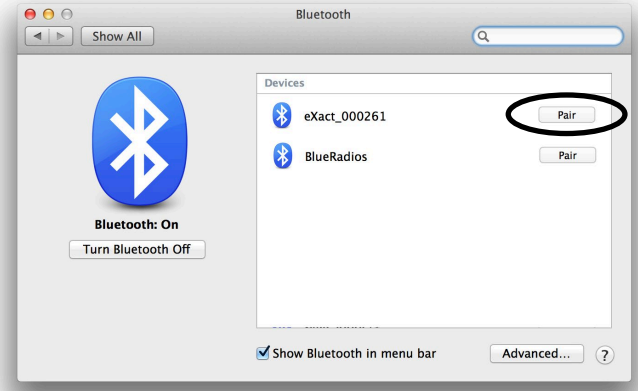 Bluetooth
Show All
Devices
eXact_000261
Pair
BlueRadios
Pair
Bluetooth: On
Turn Bluetooth Off
Show Bluetooth in menu bar
Advanced...
?